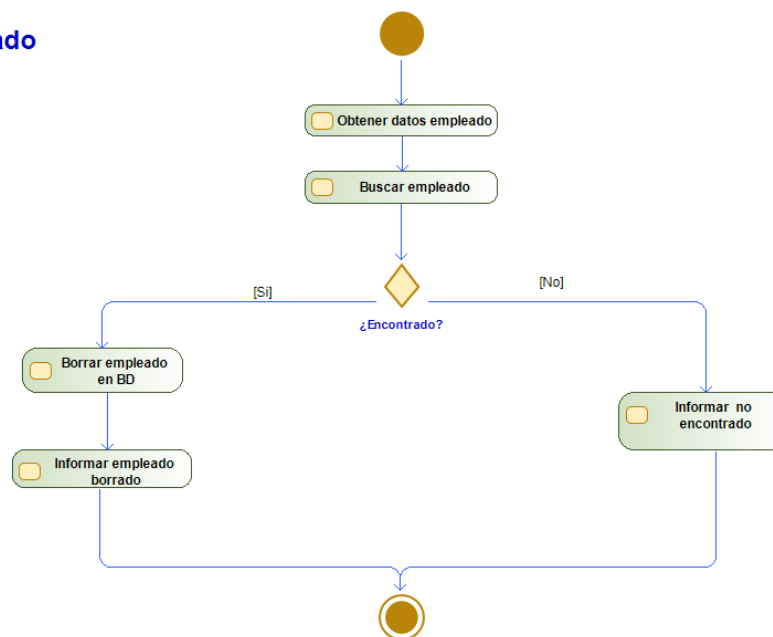 ado
Obtener datos empleado
Buscar empleado
[Si]
[No]
¿Encontrado?
Borrar empleado
en BD
Informar no
encontrado
Informar empleado
borrado